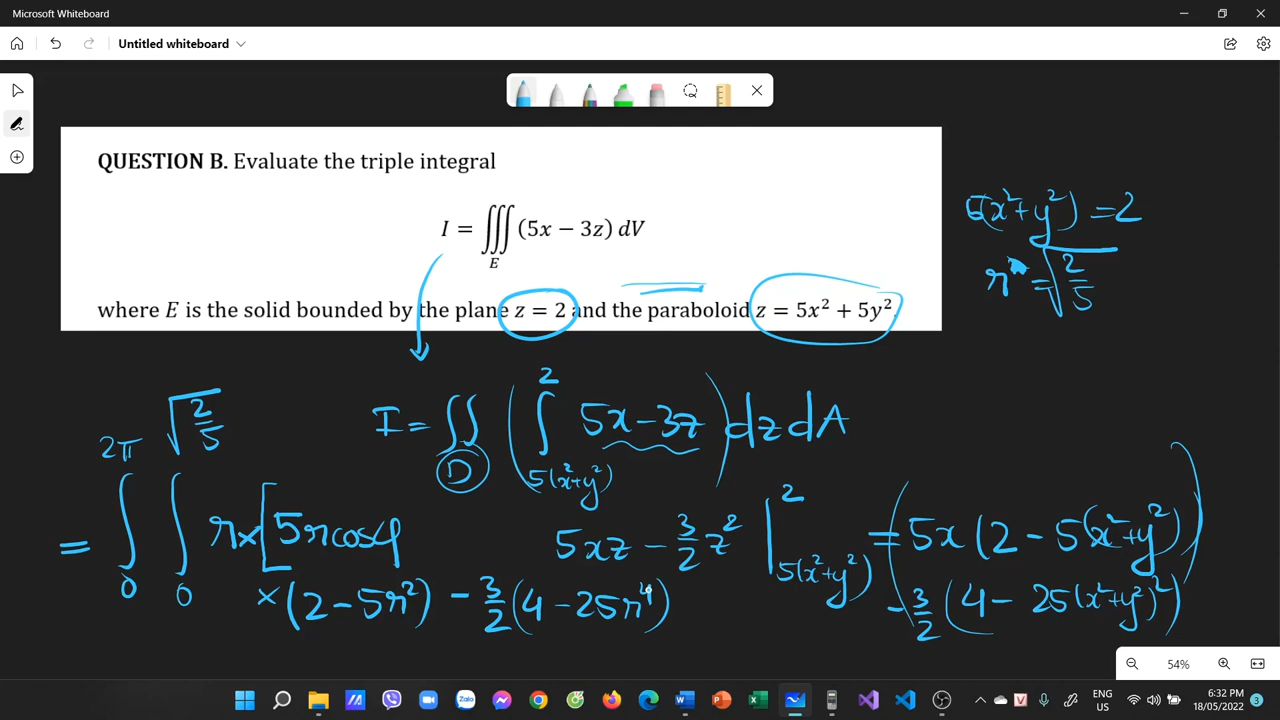 Microsoft Whiteboard
Untitled whiteboard
QUESTION B. Evaluate the triple integral
I = ∭_E (5x − 3z) dV
where E is the solid bounded by the plane z = 2 and the paraboloid z = 5x² + 5y².
5(x²+y²) = 2
r = √(2/5)
I = ∬_D (∫_{5(x²+y²)}^{2} 5x − 3z) dz dA
= ∫_0^{2π} ∫_0^{√(2/5)} r × [5r cos φ
× (2 − 5r²) − 3/2 (4 − 25r⁴)
5xz − 3/2 z² |_{5(x²+y²)}^{2} = (5x (2 − 5(x²+y²))
− 3/2 (4 − 25(x²+y²)²)
54%
ENG
US
6:32 PM
18/05/2022
3